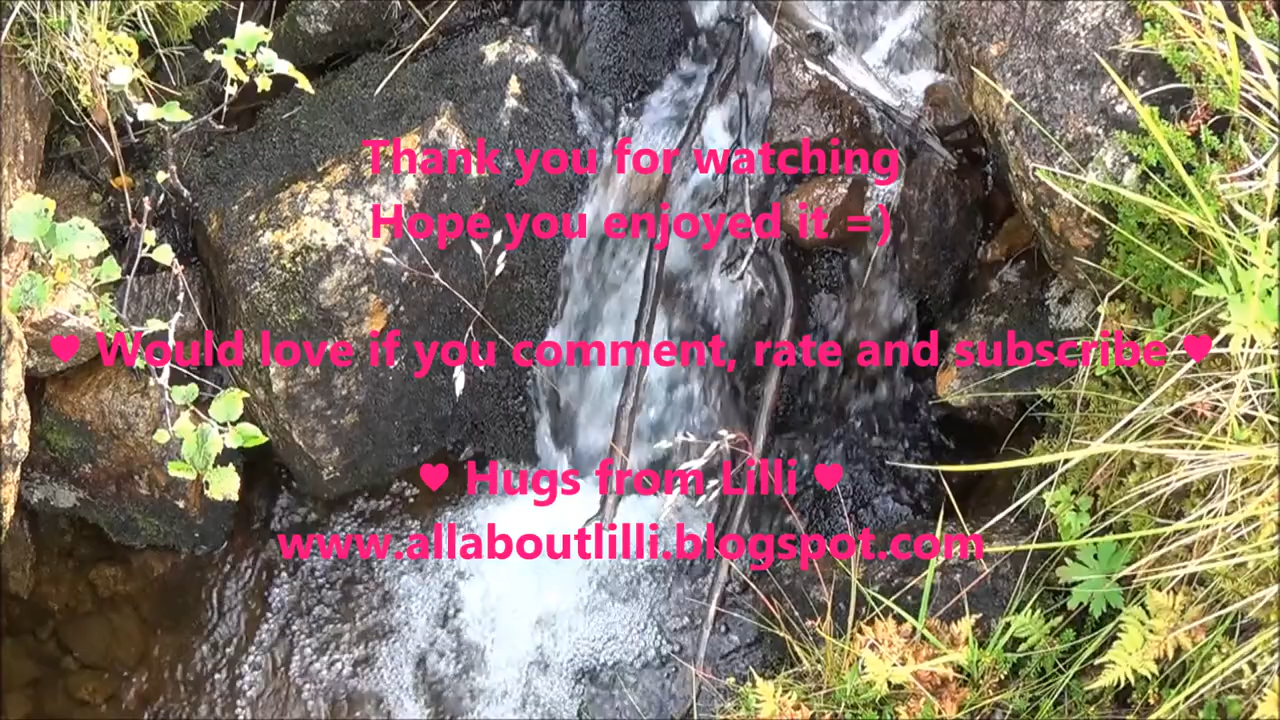 Thank you for watching
Hope you enjoyed it =)
♥ Would love if you comment, rate and subscribe ♥
♥ Hugs from Lilli ♥
www.allaboutlilli.blogspot.com